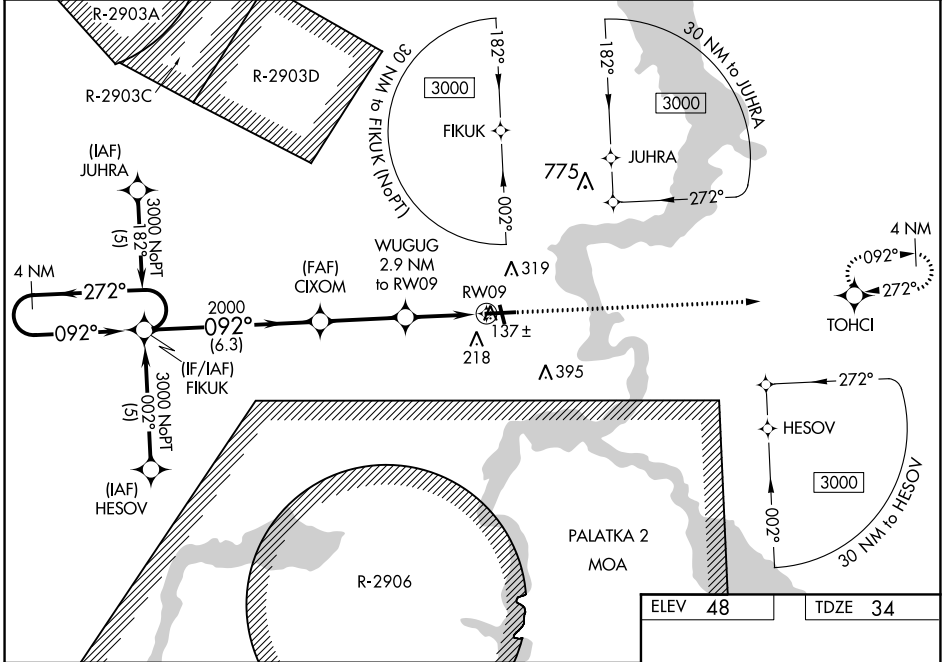 R-2903A
R-2903C
R-2903D
30 NM to FIKUK (NoPT)
182°
3000
FIKUK
002°
30 NM to JUHRA
182°
3000
JUHRA
775
272°
(IAF)
JUHRA
3000 NoPT
182°
(5)
4 NM
272°
092°
2000
092°
(6.3)
(IF/IAF)
FIKUK
3000 NoPT
002°
(5)
(IAF)
HESOV
(FAF)
CIXOM
WUGUG
2.9 NM
to RW09
319
RW09
137 ±
218
395
4 NM
092°
272°
TOHCI
272°
HESOV
3000
002°
30 NM to HESOV
PALATKA 2
MOA
R-2906
ELEV 48
TDZE 34